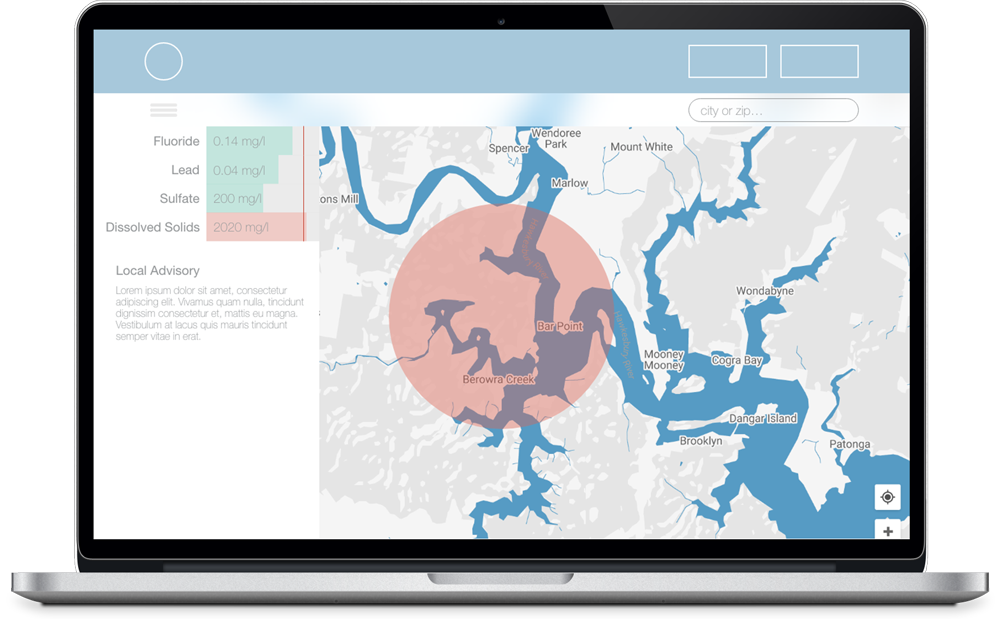 city or zip...
Fluoride 0.14 mg/l
Lead 0.04 mg/l
Sulfate 200 mg/l
Dissolved Solids 2020 mg/l
Local Advisory
Lorem ipsum dolor sit amet, consectetur
adipiscing elit. Vivamus quam nulla, tincidunt
dignissim consectetur et, mattis eu magna.
Vestibulum at lacus quis mauris tincidunt
semper vitae in erat.
Wendoree
Park
Spencer
Mount White
Marlow
ons Mill
Wondabyne
Bar Point
Mooney
Mooney
Cogra Bay
Berowra Creek
Dangar Island
Brooklyn
Patonga